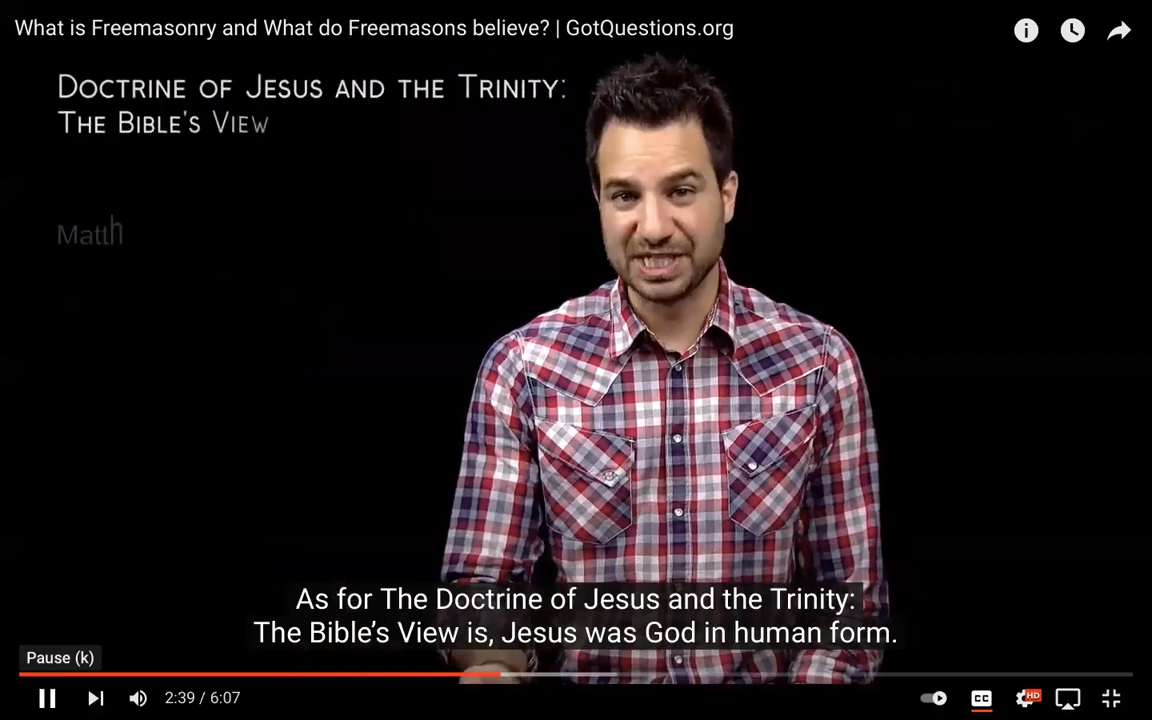 What is Freemasonry and What do Freemasons believe? | GotQuestions.org
DOCTRINE OF JESUS AND THE TRINITY:
THE BIBLE'S VIEW
Matth
As for The Doctrine of Jesus and the Trinity:
The Bible’s View is, Jesus was God in human form.
Pause (k)
2:39 / 6:07
CC
HD